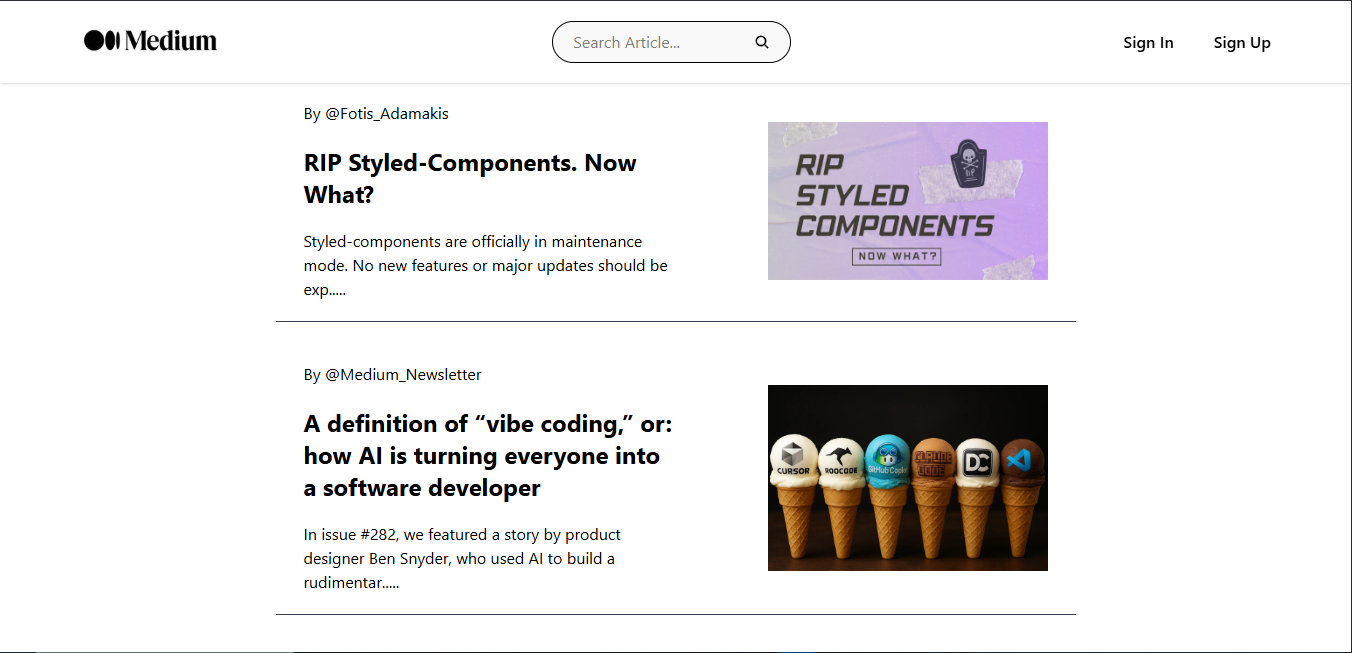 Medium
Search Article...
Sign In
Sign Up
By @Fotis_Adamakis
RIP Styled-Components. Now
What?
Styled-components are officially in maintenance
mode. No new features or major updates should be
exp.....
RIP
STYLED
COMPONENTS
NOW WHAT?
RIP
By @Medium_Newsletter
A definition of “vibe coding,” or:
how AI is turning everyone into
a software developer
In issue #282, we featured a story by product
designer Ben Snyder, who used AI to build a
rudimentar.....
CURSOR
ROOCODE
GitHub Copilot
CLAUDE
CODE
DC